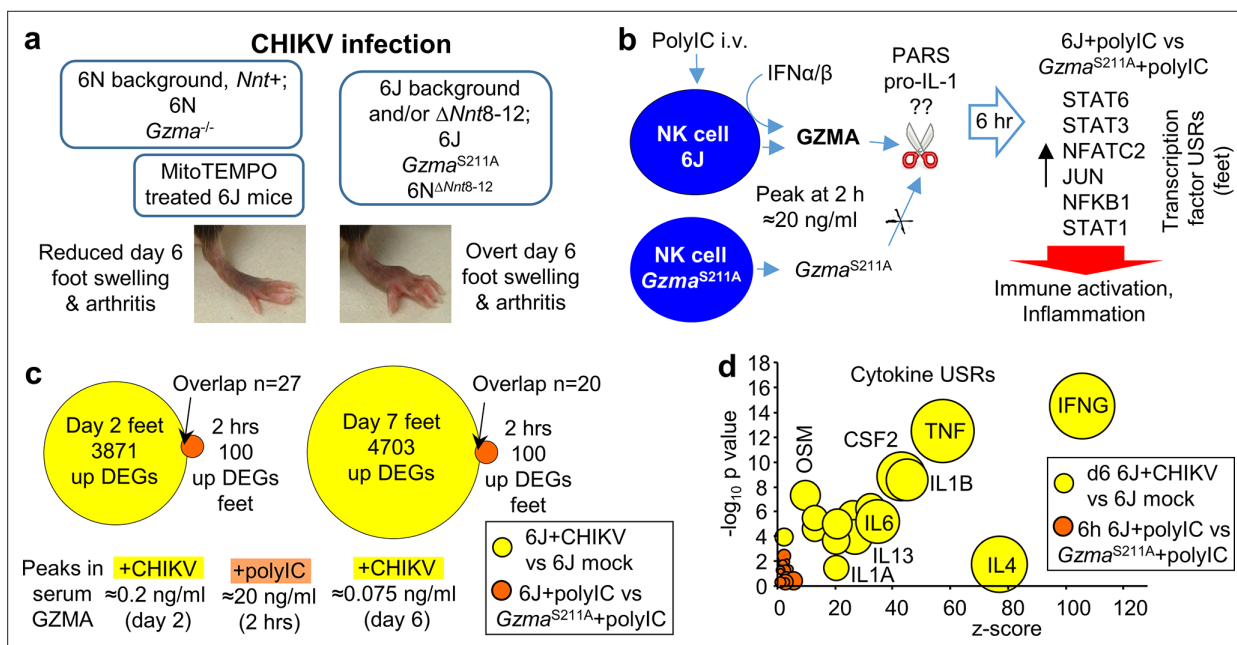 a
CHIKV infection
6N background, Nnt+;
6N
Gzma-/-
MitoTEMPO
treated 6J mice
6J background
and/or ΔNnt8-12;
6J
GzmaS211A
6NΔNnt8-12
Reduced day 6
foot swelling
& arthritis
Overt day 6
foot swelling
& arthritis
b
PolyIC i.v.
IFNα/β
NK cell
6J
GZMA
PARS
pro-IL-1
??
Peak at 2 h
≈20 ng/ml
NK cell
GzmaS211A
GzmaS211A
6 hr
6J+polyIC vs
GzmaS211A+polyIC
STAT6
STAT3
NFATC2
JUN
NFKB1
STAT1
Transcription
factor USRs
(feet)
Immune activation,
Inflammation
c
Overlap n=27
Day 2 feet
3871
up DEGs
2 hrs
100
up DEGs
feet
Overlap n=20
Day 7 feet
4703
up DEGs
2 hrs
100
up DEGs
feet
6J+CHIKV
vs 6J mock
6J+polyIC vs
GzmaS211A+polyIC
Peaks in
serum
GZMA
+CHIKV
≈0.2 ng/ml
(day 2)
+polyIC
≈20 ng/ml
(2 hrs)
+CHIKV
≈0.075 ng/ml
(day 6)
d
Cytokine USRs
-log10 p value
18
16
14
12
10
8
6
4
2
0
OSM
CSF2
TNF
IFNG
IL1B
IL6
IL13
IL1A
IL4
d6 6J+CHIKV
vs 6J mock
6h 6J+polyIC vs
GzmaS211A+polyIC
0
20
40
60
80
100
120
z-score